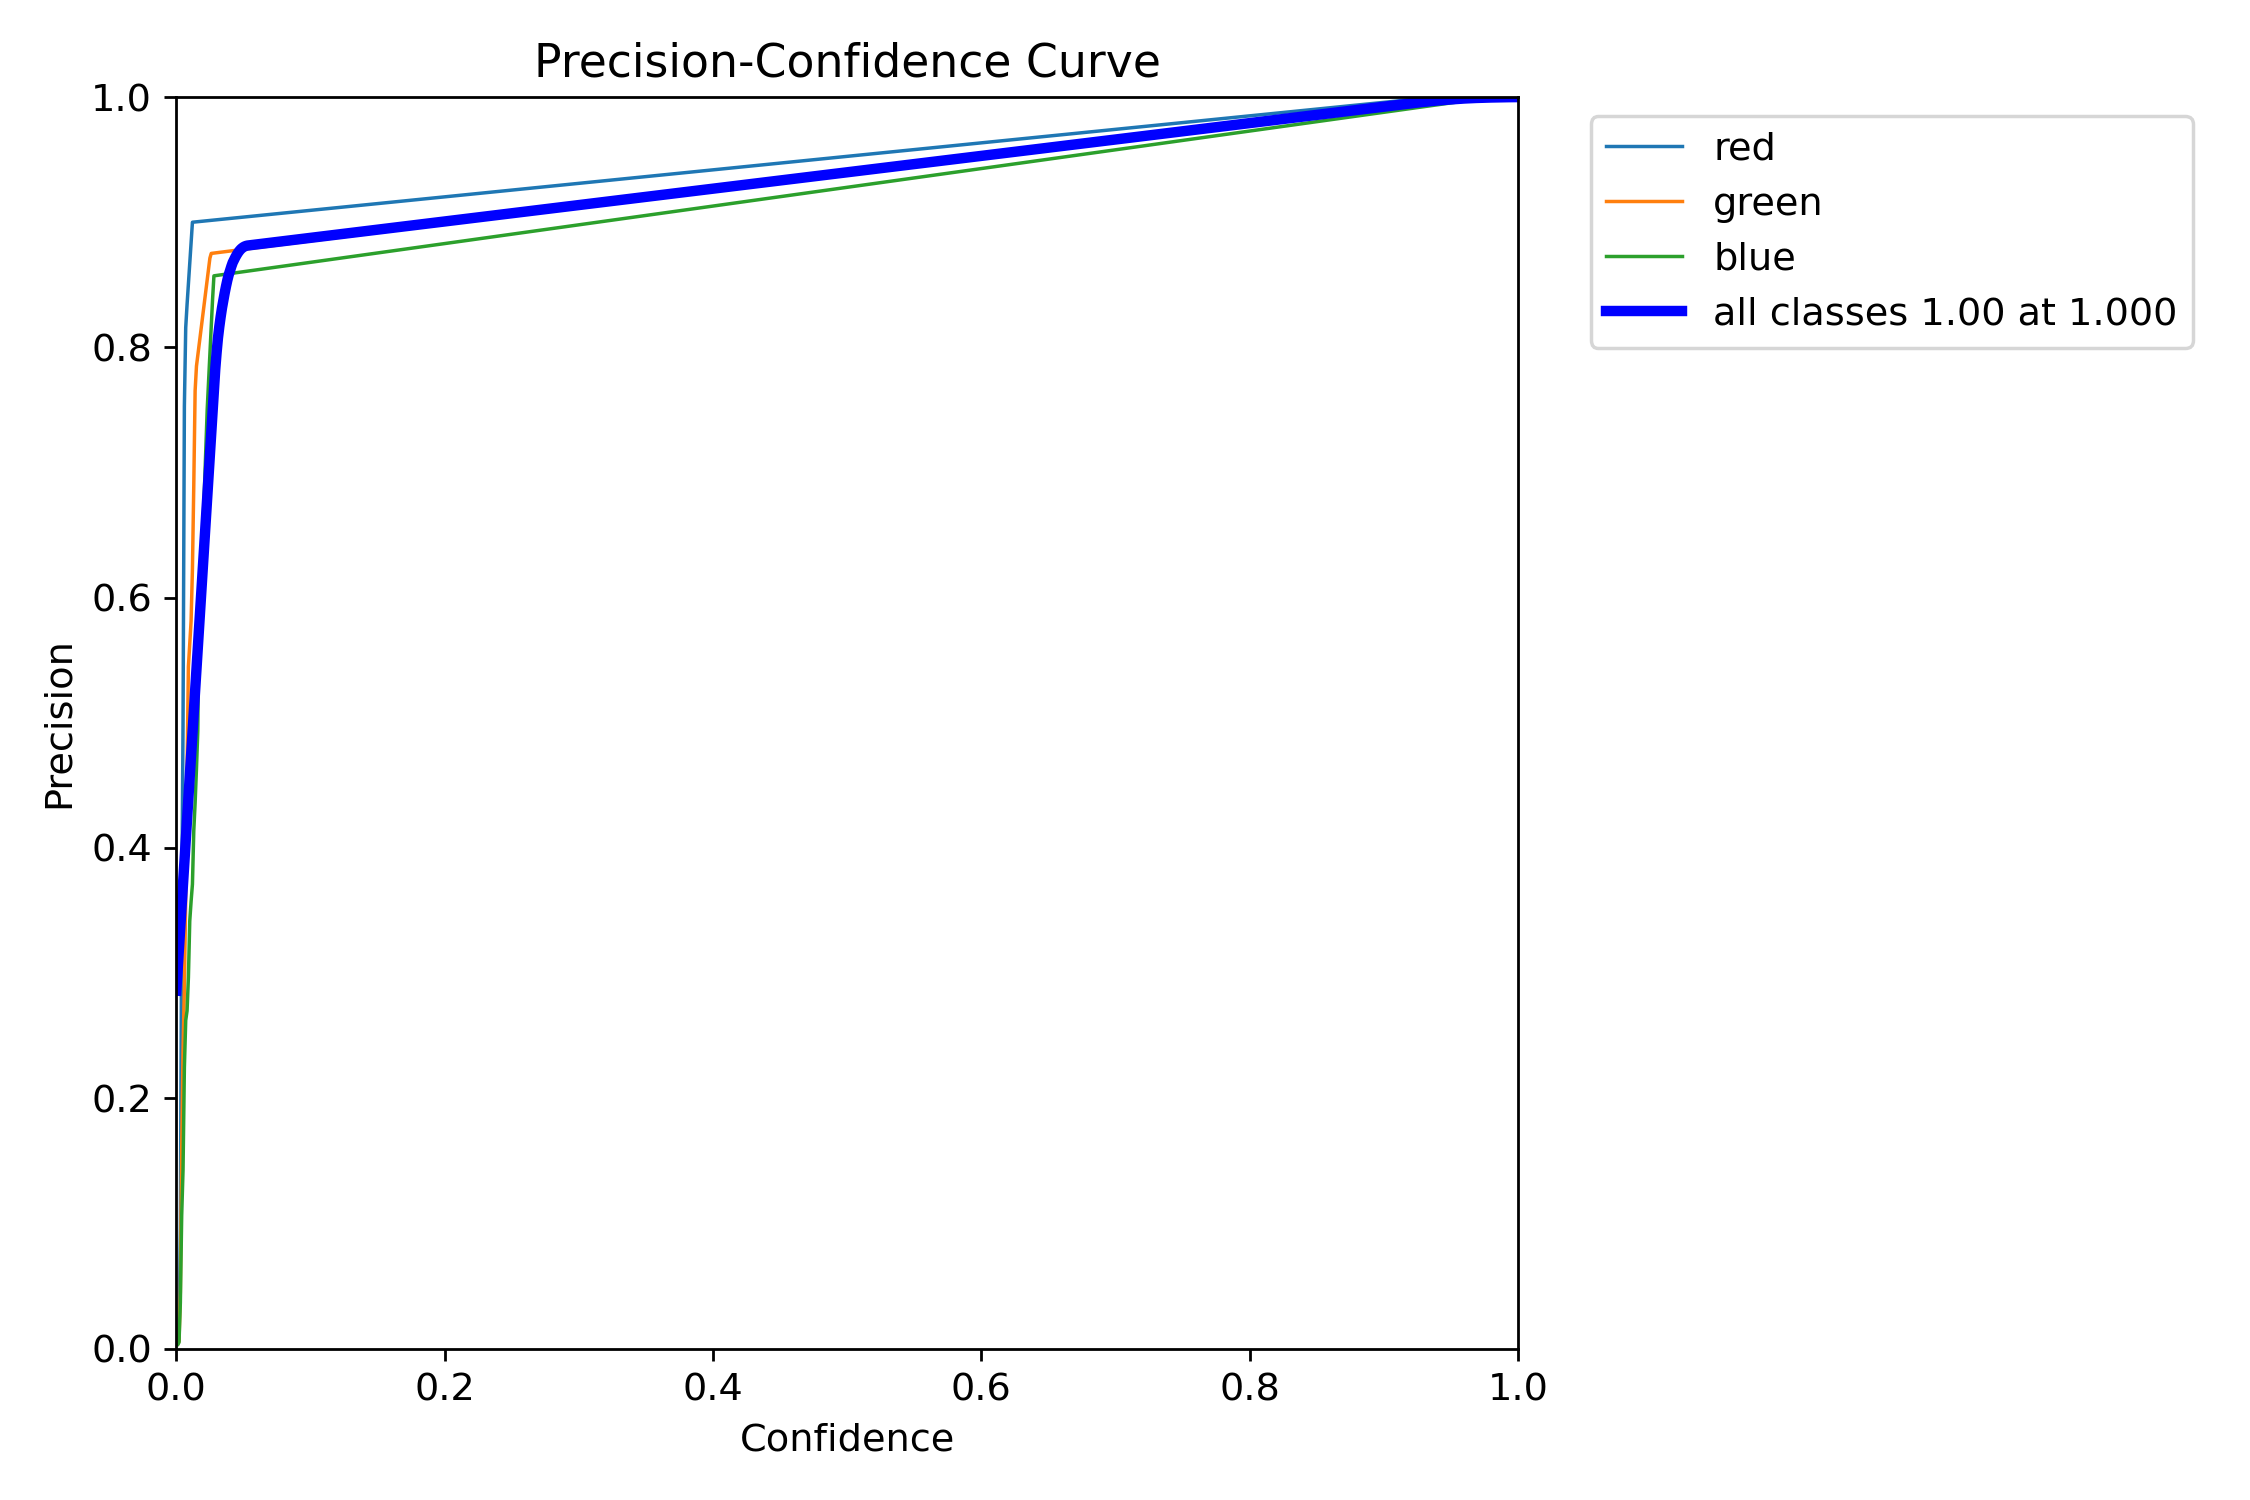 Precision-Confidence Curve
1.0
0.8
0.6
0.4
0.2
0.0
Precision
0.0 0.2 0.4 0.6 0.8 1.0
Confidence
red
green
blue
all classes 1.00 at 1.000